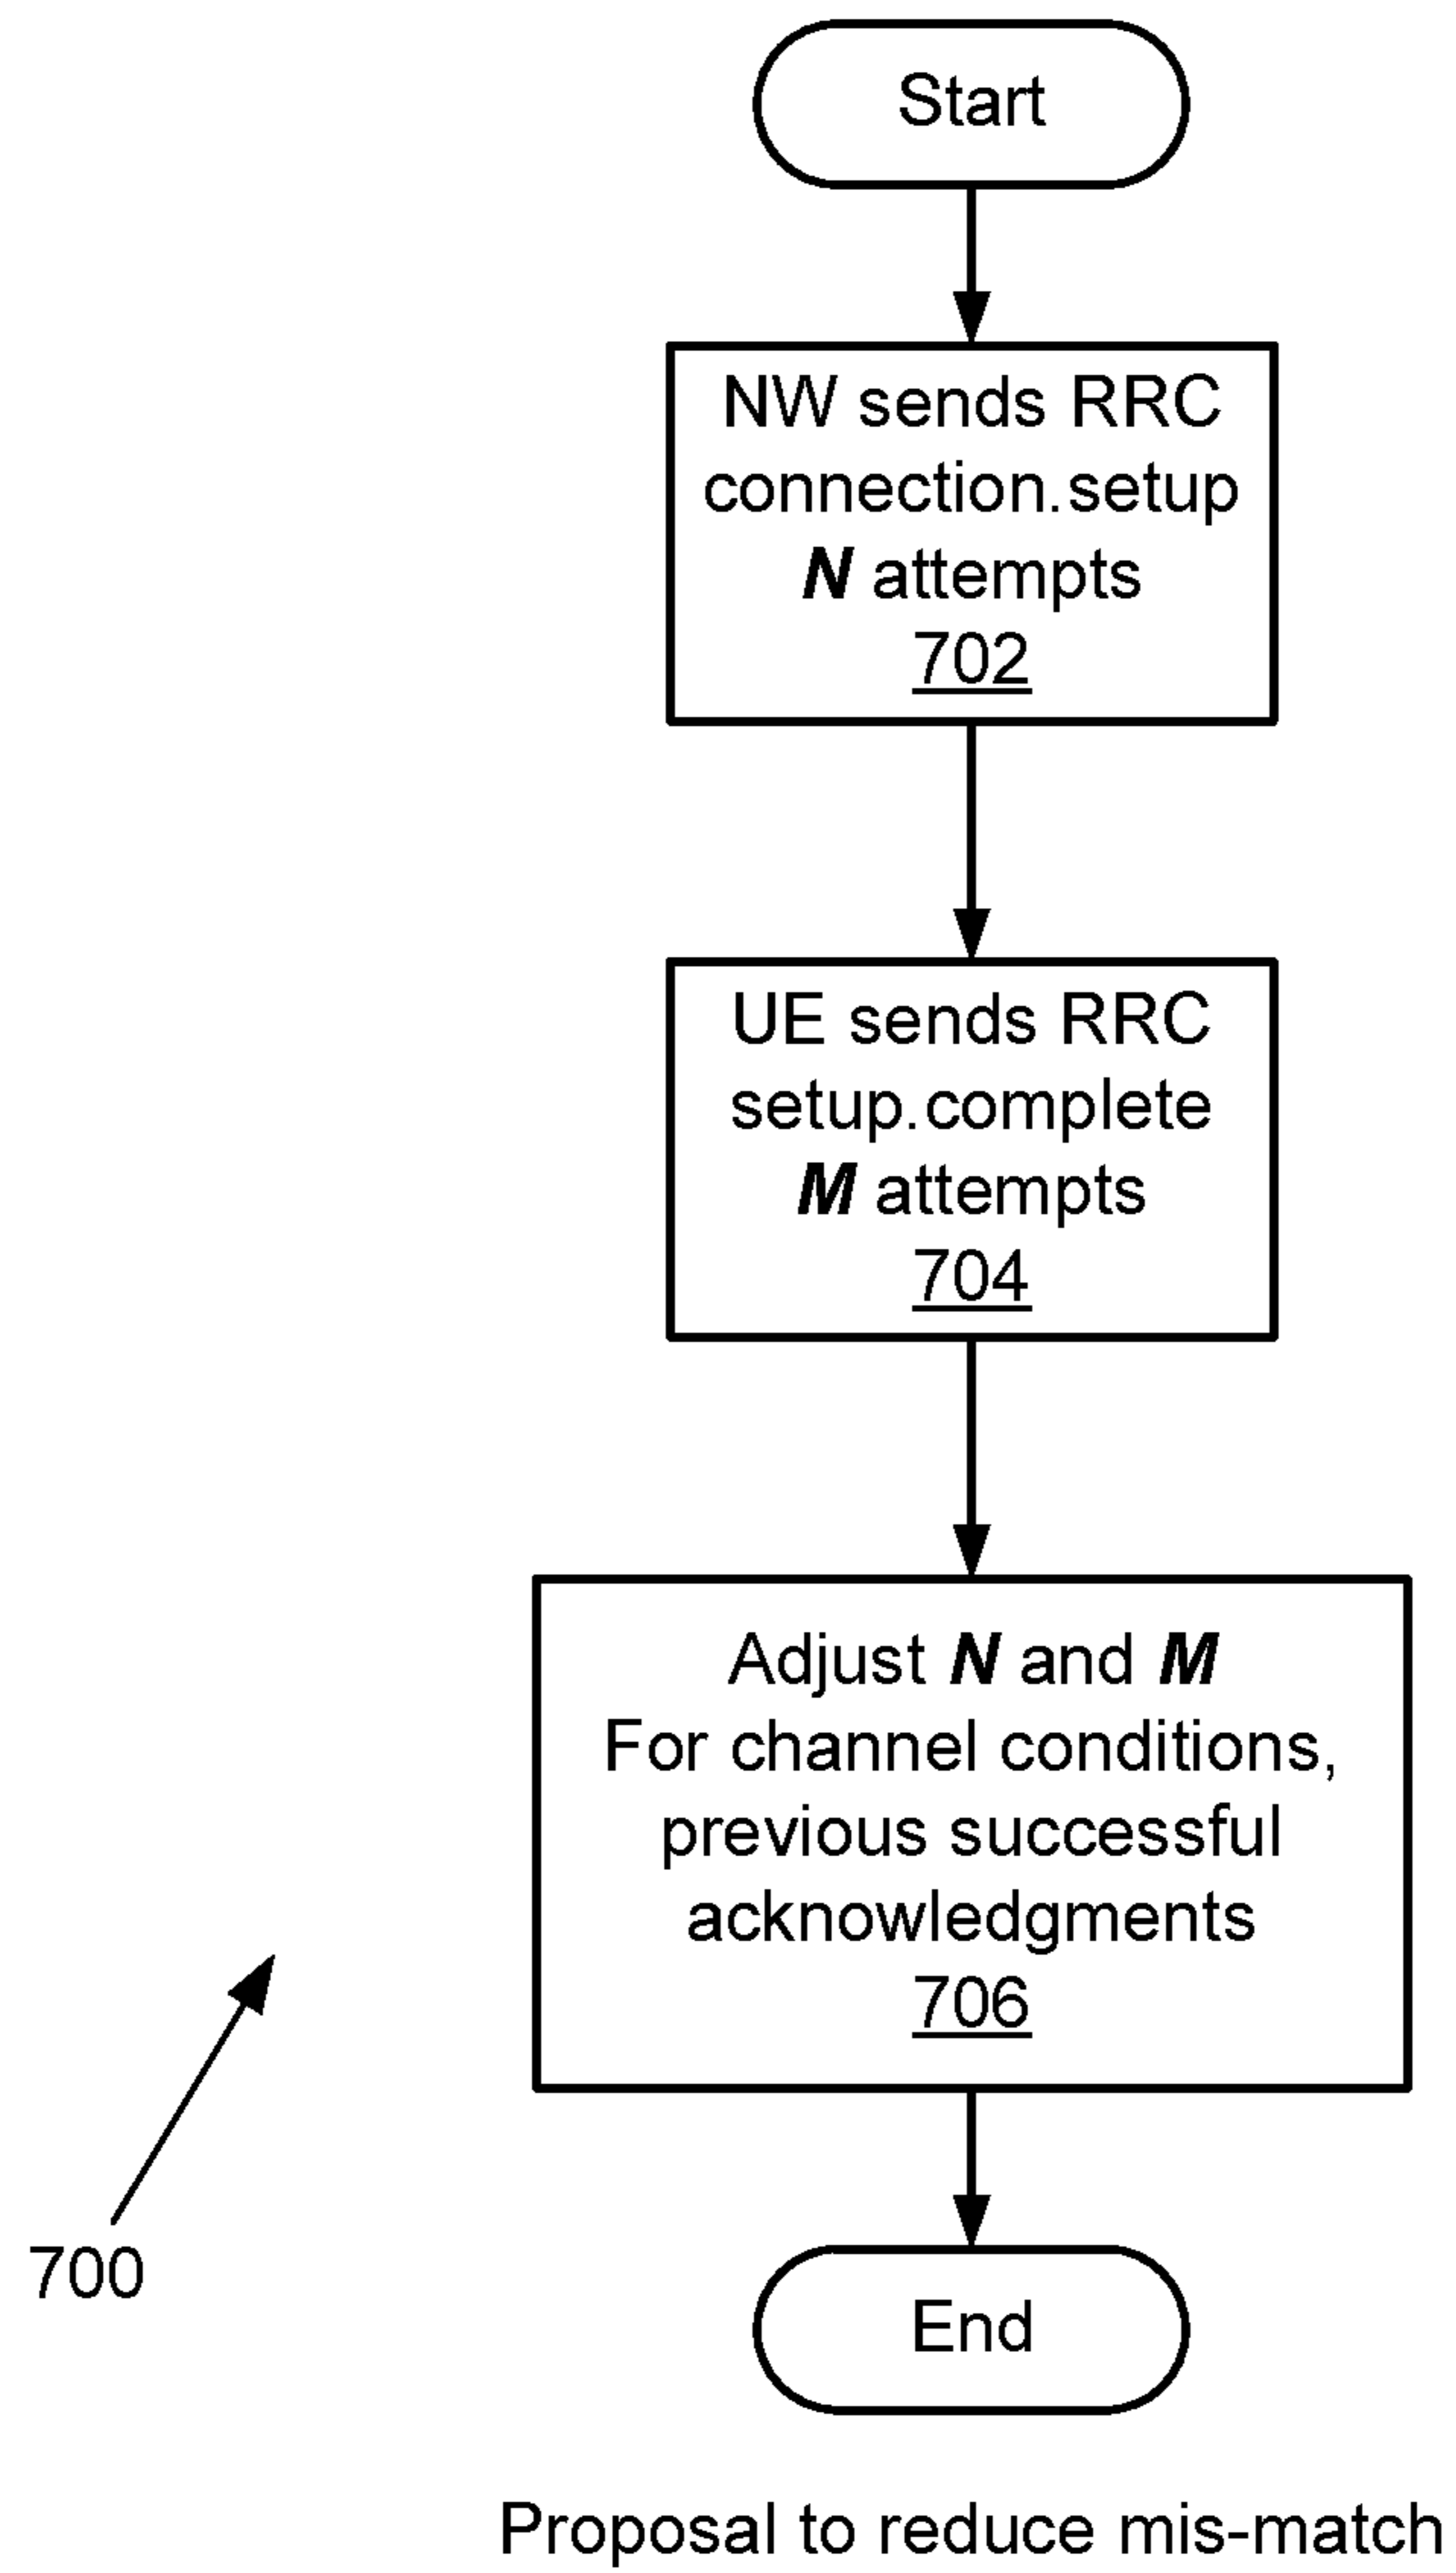 Start
NW sends RRC
connection.setup
N attempts
702
UE sends RRC
setup.complete
M attempts
704
Adjust N and M
For channel conditions,
previous successful
acknowledgments
706
700
End
Proposal to reduce mis-match